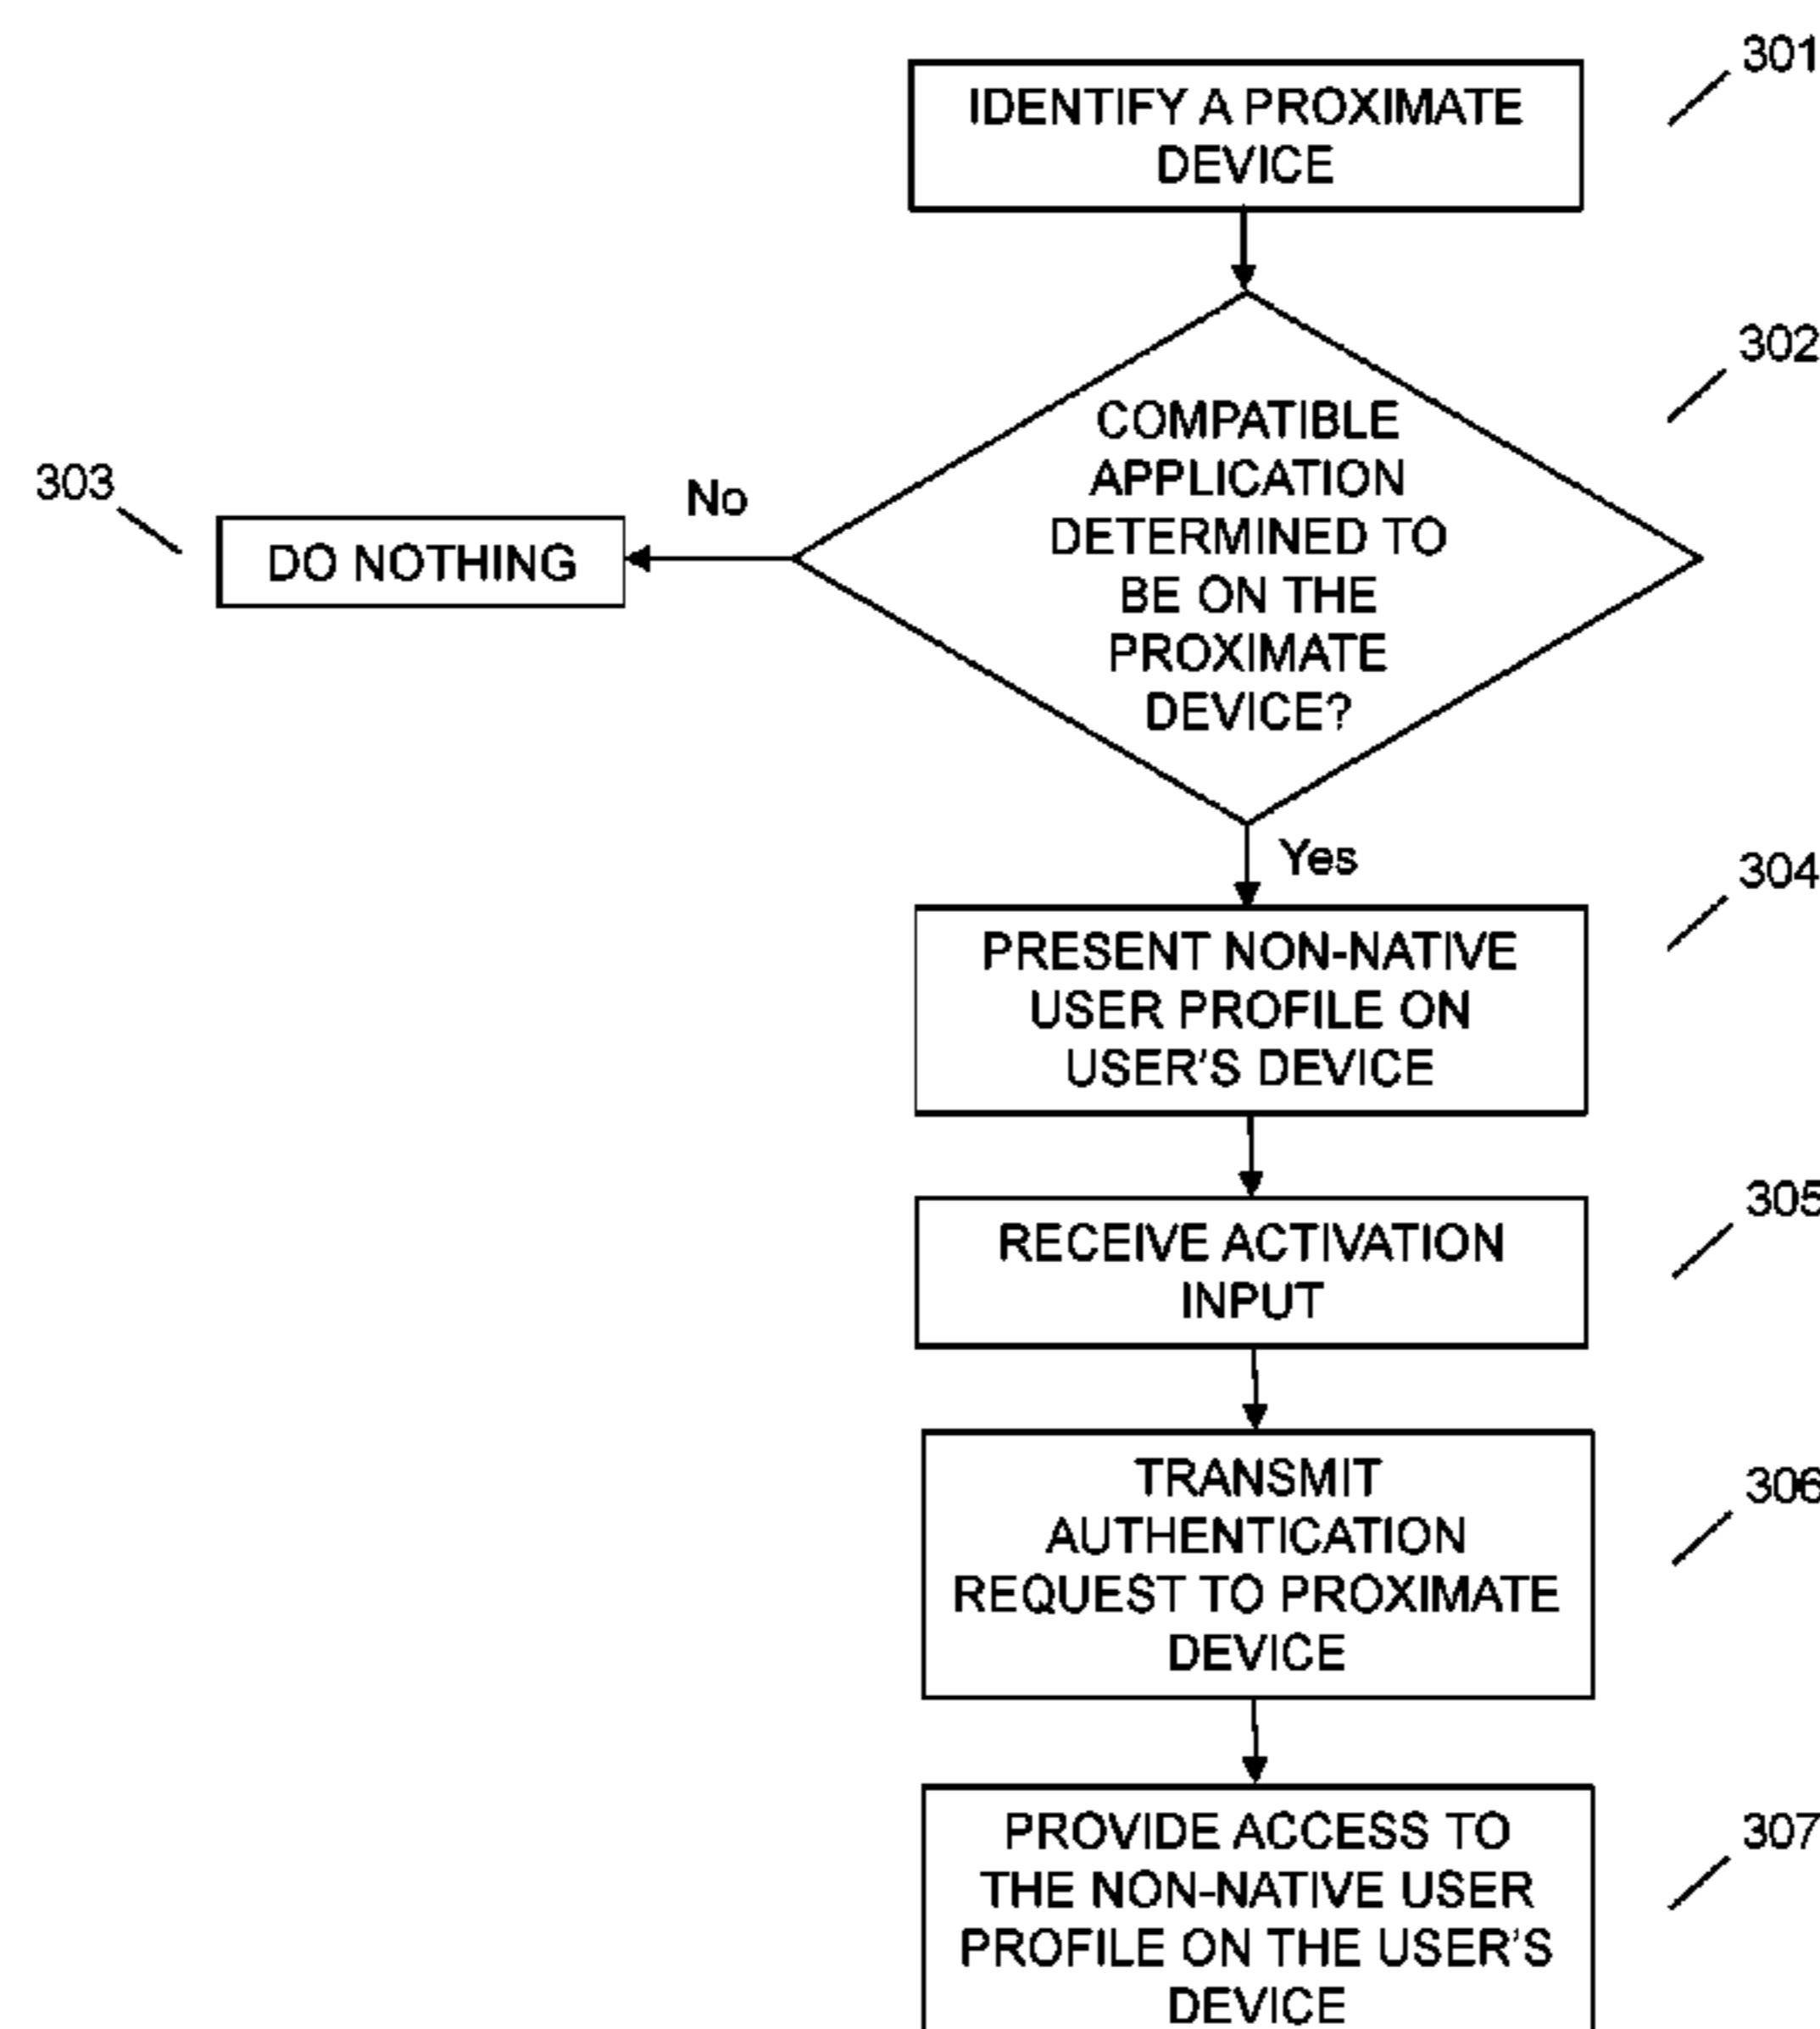 301
IDENTIFY A PROXIMATE
DEVICE
302
COMPATIBLE
APPLICATION
DETERMINED TO
BE ON THE
PROXIMATE
DEVICE?
303
No
DO NOTHING
Yes
304
PRESENT NON-NATIVE
USER PROFILE ON
USER'S DEVICE
305
RECEIVE ACTIVATION
INPUT
306
TRANSMIT
AUTHENTICATION
REQUEST TO PROXIMATE
DEVICE
307
PROVIDE ACCESS TO
THE NON-NATIVE USER
PROFILE ON THE USER'S
DEVICE